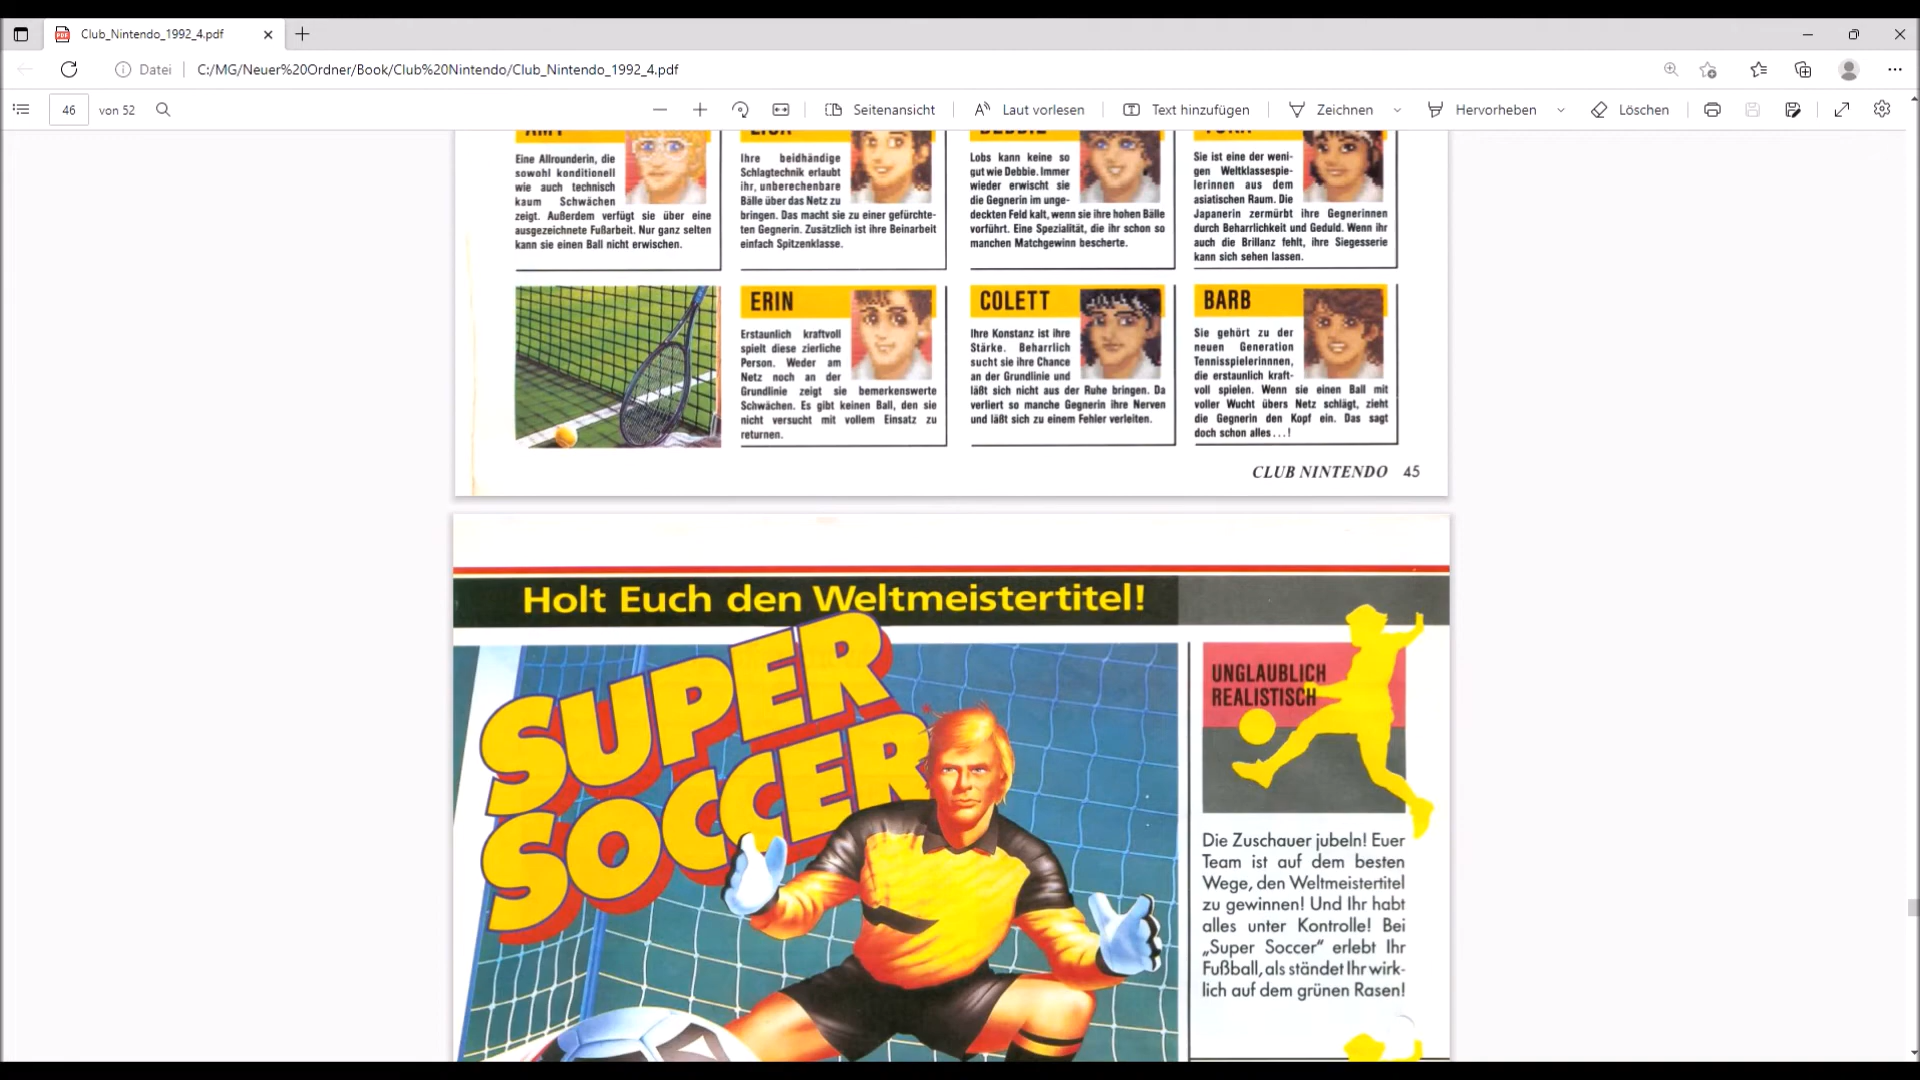 Club_Nintendo_1992_4.pdf
Datei
C:/MG/Neuer%20Ordner/Book/Club%20Nintendo/Club_Nintendo_1992_4.pdf
46 von 52
Seitenansicht
Laut vorlesen
Text hinzufügen
Zeichnen
Hervorheben
Löschen
Eine Allrounderin, die
sowohl konditionell
wie auch technisch
kaum Schwächen
zeigt. Außerdem verfügt sie über eine
ausgezeichnete Fußarbeit. Nur ganz selten
kann sie einen Ball nicht erwischen.
Ihre beidhändige
Schlagtechnik erlaubt
ihr, unberechenbare
Bälle über das Netz zu
bringen. Das macht sie zu einer gefürchte-
ten Gegnerin. Zusätzlich ist ihre Beinarbeit
einfach Spitzenklasse.
DEBBIE
Lobs kann keine so
gut wie Debbie. Immer
wieder erwischt sie
die Gegnerin im unge-
deckten Feld kalt, wenn sie ihre hohen Bälle
vorführt. Eine Spezialität, die ihr schon so
manchen Matchgewinn bescherte.
Sie ist eine der weni-
gen Weltklassespie-
lerinnen aus dem
asiatischen Raum. Die
Japanerin zermürbt ihre Gegnerinnen
durch Beharrlichkeit und Geduld. Wenn ihr
auch die Brillanz fehlt, ihre Siegesserie
kann sich sehen lassen.
ERIN
Erstaunlich kraftvoll
spielt diese zierliche
Person. Weder am
Netz noch an der
Grundlinie zeigt sie bemerkenswerte
Schwächen. Es gibt keinen Ball, den sie
nicht versucht mit vollem Einsatz zu
returnen.
COLETT
Ihre Konstanz ist ihre
Stärke. Beharrlich
sucht sie ihre Chance
an der Grundlinie und
läßt sich nicht aus der Ruhe bringen. Da
verliert so manche Gegnerin ihre Nerven
und läßt sich zu einem Fehler verleiten.
BARB
Sie gehört zu der
neuen Generation
Tennisspielerinnnen,
die erstaunlich kraft-
voll spielen. Wenn sie einen Ball mit
voller Wucht übers Netz schlägt, zieht
die Gegnerin den Kopf ein. Das sagt
doch schon alles...!
CLUB NINTENDO 45
Holt Euch den Weltmeistertitel!
SUPER
SOCCER
UNGLAUBLICH
REALISTISCH
Die Zuschauer jubeln! Euer
Team ist auf dem besten
Wege, den Weltmeistertitel
zu gewinnen! Und Ihr habt
alles unter Kontrolle! Bei
„Super Soccer“ erlebt Ihr
Fußball, als ständet Ihr wirk-
lich auf dem grünen Rasen!